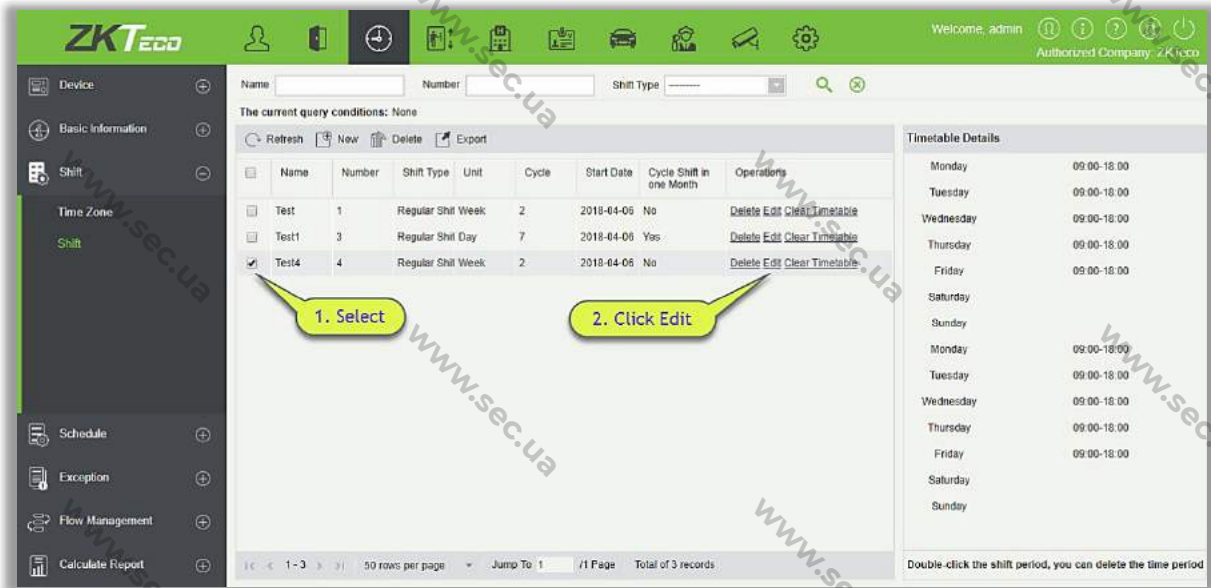 ZKTeco
Welcome, admin
Authorized Company: ZKTeco
Device
Basic Information
Shift
Time Zone
Shift
Schedule
Exception
Flow Management
Calculate Report
Name Number Shift Type ----------
The current query conditions: None
Refresh New Delete Export
Name Number Shift Type Unit Cycle Start Date Cycle Shift in one Month Operations
Test 1 Regular Shif Week 2 2018-04-06 No Delete Edit Clear Timetable
Test1 3 Regular Shif Day 7 2018-04-06 Yes Delete Edit Clear Timetable
Test4 4 Regular Shif Week 2 2018-04-06 No Delete Edit Clear Timetable
1. Select
2. Click Edit
1 - 3 50 rows per page Jump To 1 /1 Page Total of 3 records
Timetable Details
Monday 09:00-18:00
Tuesday 09:00-18:00
Wednesday 09:00-18:00
Thursday 09:00-18:00
Friday 09:00-18:00
Saturday
Sunday
Monday 09:00-18:00
Tuesday 09:00-18:00
Wednesday 09:00-18:00
Thursday 09:00-18:00
Friday 09:00-18:00
Saturday
Sunday
Double-click the shift period, you can delete the time period
www.sec.ua
www.sec.ua
www.sec.ua
www.sec.ua
www.sec.ua
www.sec.ua
www.sec.ua
www.sec.ua